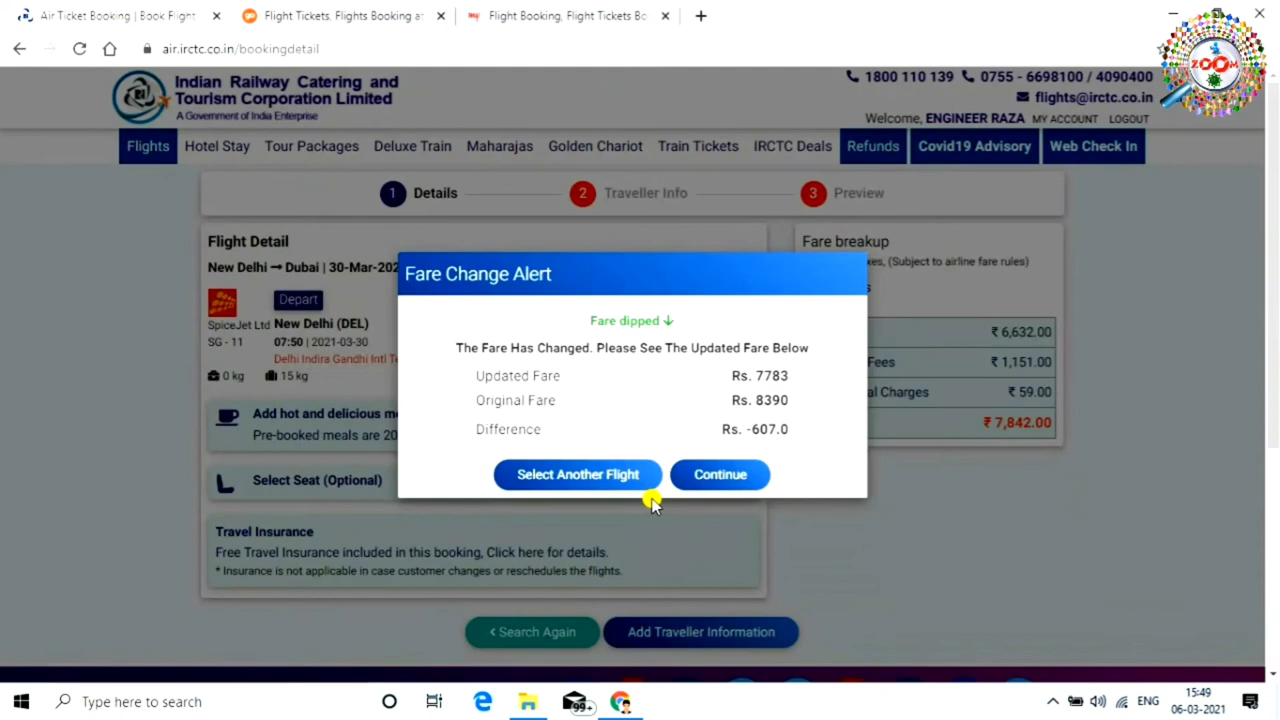 Air Ticket Booking | Book Flight
Flight Tickets, Flights Booking at
Flight Booking, Flight Tickets Bo
air.irctc.co.in/bookingdetail
ZOOM
Indian Railway Catering and
Tourism Corporation Limited
A Government of India Enterprise
1800 110 139 0755 - 6698100 / 4090400
flights@irctc.co.in
Welcome, ENGINEER RAZA MY ACCOUNT LOGOUT
Flights Hotel Stay Tour Packages Deluxe Train Maharajas Golden Chariot Train Tickets IRCTC Deals Refunds Covid19 Advisory Web Check In
1 Details 2 Traveller Info 3 Preview
Flight Detail
New Delhi → Dubai | 30-Mar-202
Depart
SpiceJet Ltd New Delhi (DEL)
SG - 11 07:50 | 2021-03-30
Delhi Indira Gandhi Intl Te
0 kg 15 kg
Add hot and delicious me
Pre-booked meals are 20
Select Seat (Optional)
Travel Insurance
Free Travel Insurance included in this booking, Click here for details.
* Insurance is not applicable in case customer changes or reschedules the flights.
Fare Change Alert
Fare dipped ↓
The Fare Has Changed. Please See The Updated Fare Below
Updated Fare Rs. 7783
Original Fare Rs. 8390
Difference Rs. -607.0
Select Another Flight Continue
Fare breakup
xes, (Subject to airline fare rules)
s
₹ 6,632.00
Fees ₹ 1,151.00
al Charges ₹ 59.00
₹ 7,842.00
< Search Again Add Traveller Information
Type here to search
99+
ENG
15:49
06-03-2021